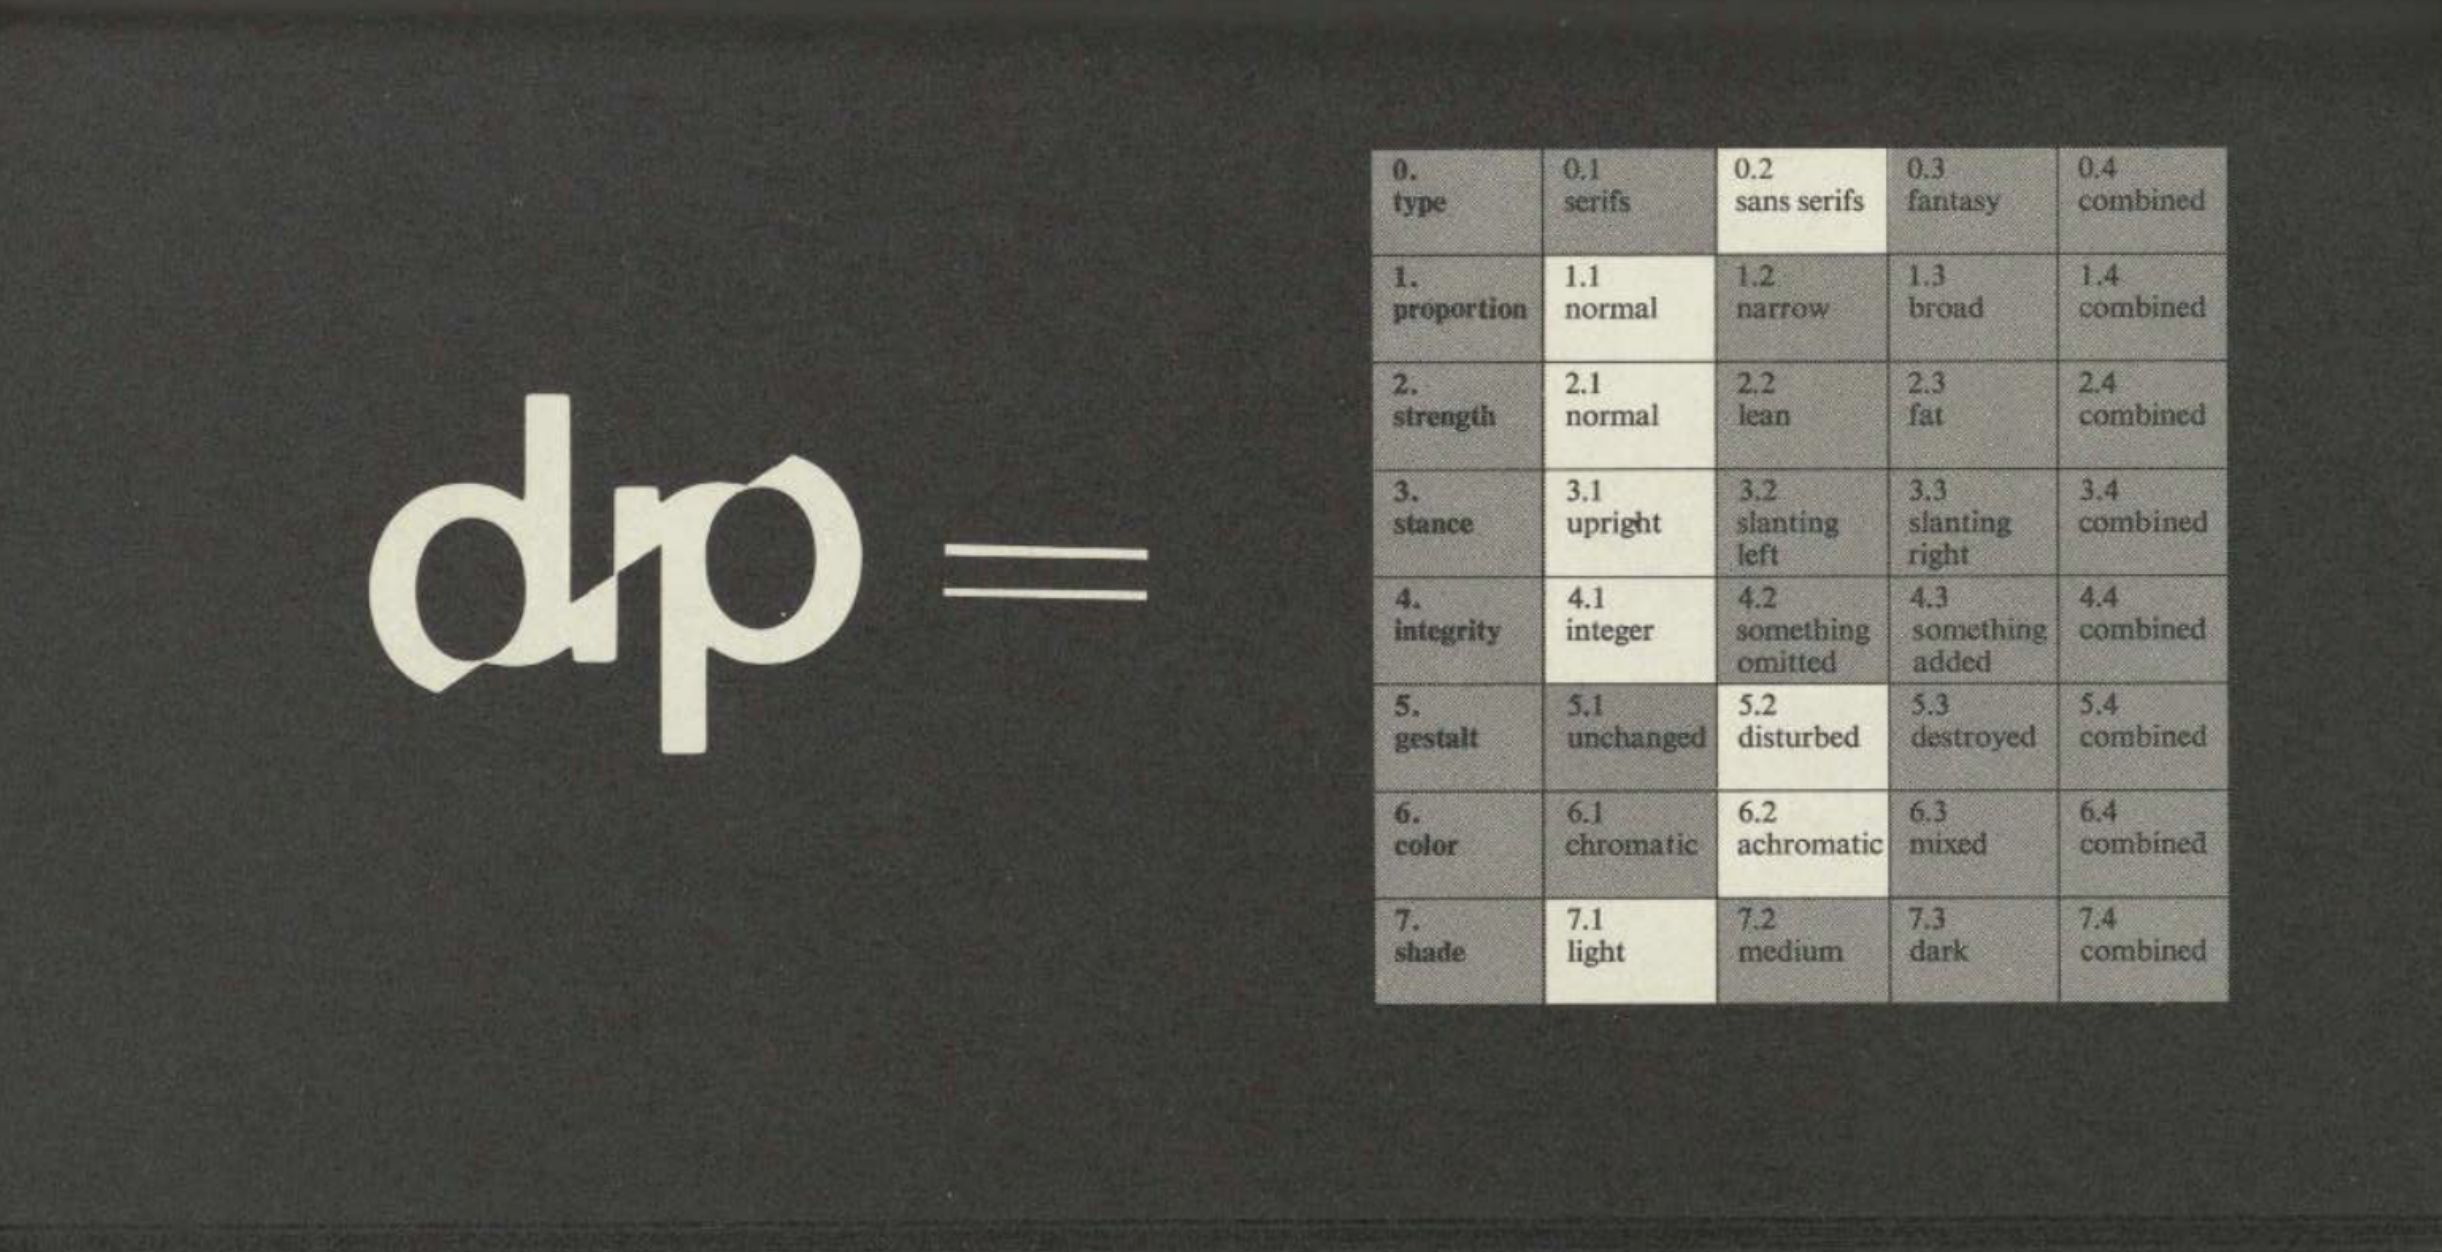 dp =
0. type 0.1 serifs 0.2 sans serifs 0.3 fantasy 0.4 combined
1. proportion 1.1 normal 1.2 narrow 1.3 broad 1.4 combined
2. strength 2.1 normal 2.2 lean 2.3 fat 2.4 combined
3. stance 3.1 upright 3.2 slanting left 3.3 slanting right 3.4 combined
4. integrity 4.1 integer 4.2 something omitted 4.3 something added 4.4 combined
5. gestalt 5.1 unchanged 5.2 disturbed 5.3 destroyed 5.4 combined
6. color 6.1 chromatic 6.2 achromatic 6.3 mixed 6.4 combined
7. shade 7.1 light 7.2 medium 7.3 dark 7.4 combined